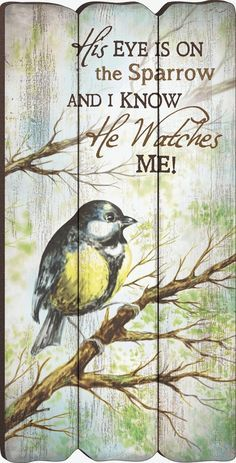 His EYE IS ON
the Sparrow
AND I KNOW
He Watches
ME!